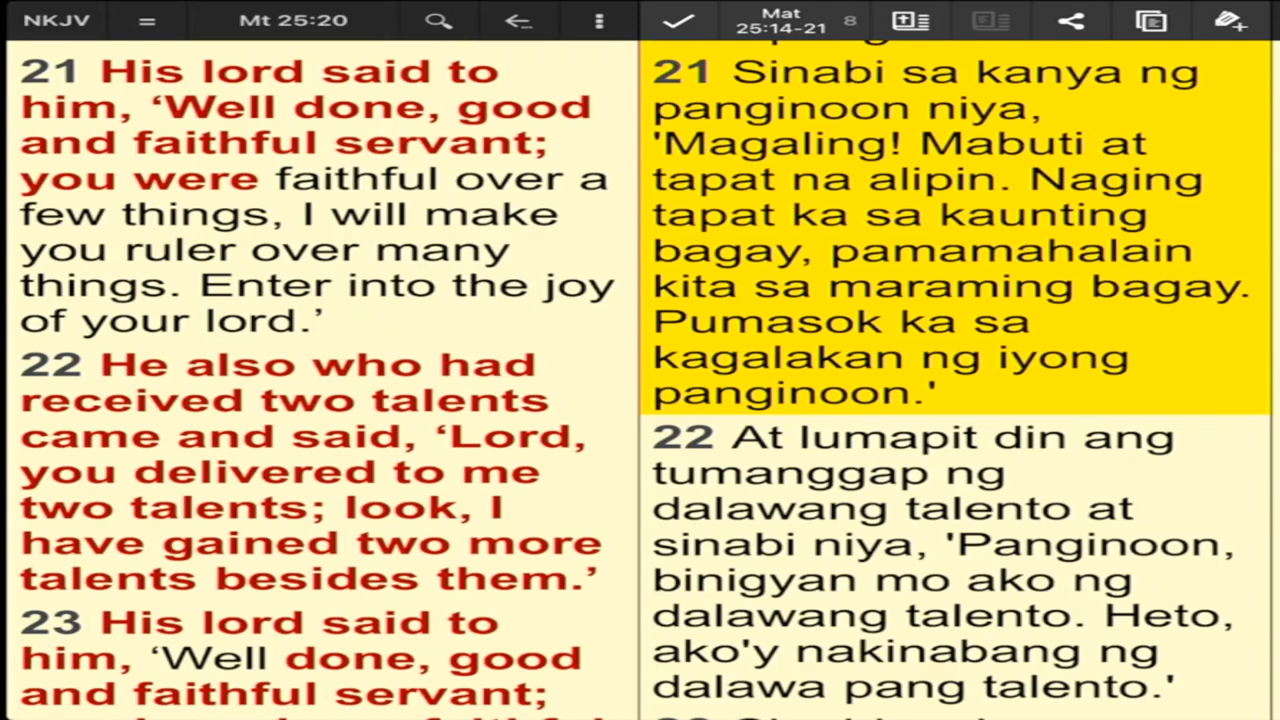 NKJV = Mt 25:20
21 His lord said to
him, ‘Well done, good
and faithful servant;
you were faithful over a
few things, I will make
you ruler over many
things. Enter into the joy
of your lord.’
22 He also who had
received two talents
came and said, ‘Lord,
you delivered to me
two talents; look, I
have gained two more
talents besides them.’
23 His lord said to
him, ‘Well done, good
and faithful servant;
Mat
25:14-21 8
21 Sinabi sa kanya ng
panginoon niya,
'Magaling! Mabuti at
tapat na alipin. Naging
tapat ka sa kaunting
bagay, pamamahalain
kita sa maraming bagay.
Pumasok ka sa
kagalakan ng iyong
panginoon.'
22 At lumapit din ang
tumanggap ng
dalawang talento at
sinabi niya, 'Panginoon,
binigyan mo ako ng
dalawang talento. Heto,
ako'y nakinabang ng
dalawa pang talento.'